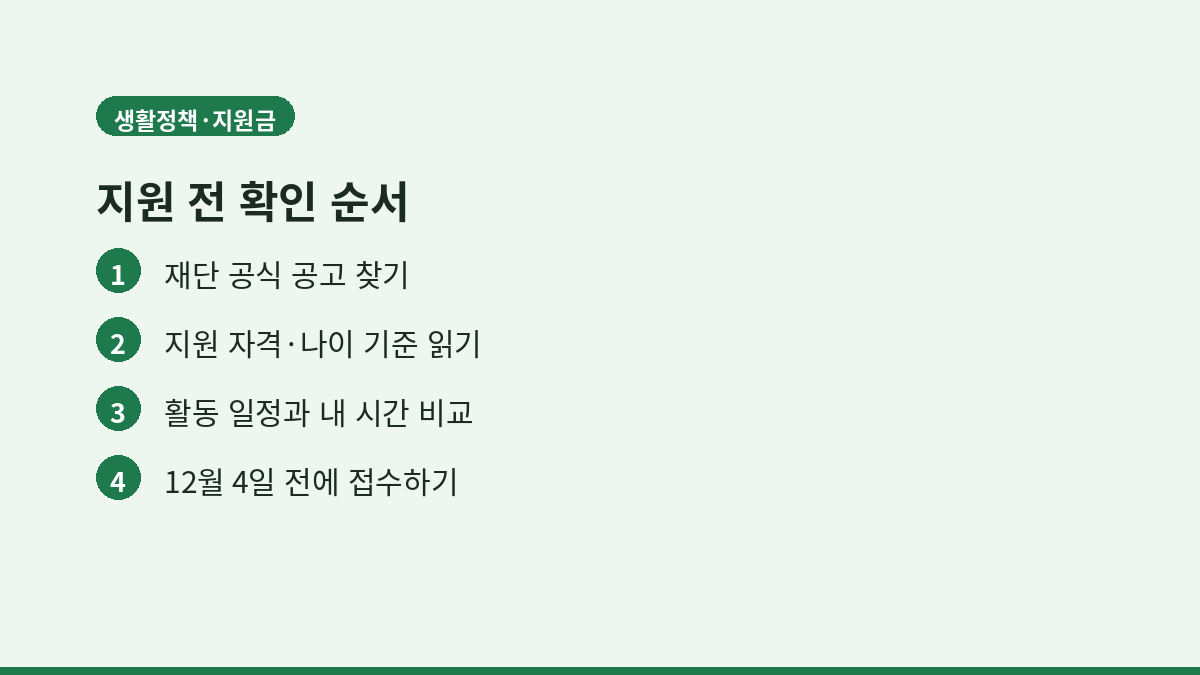 생활정책·지원금
지원 전 확인 순서
1 재단 공식 공고 찾기
2 지원 자격·나이 기준 읽기
3 활동 일정과 내 시간 비교
4 12월 4일 전에 접수하기